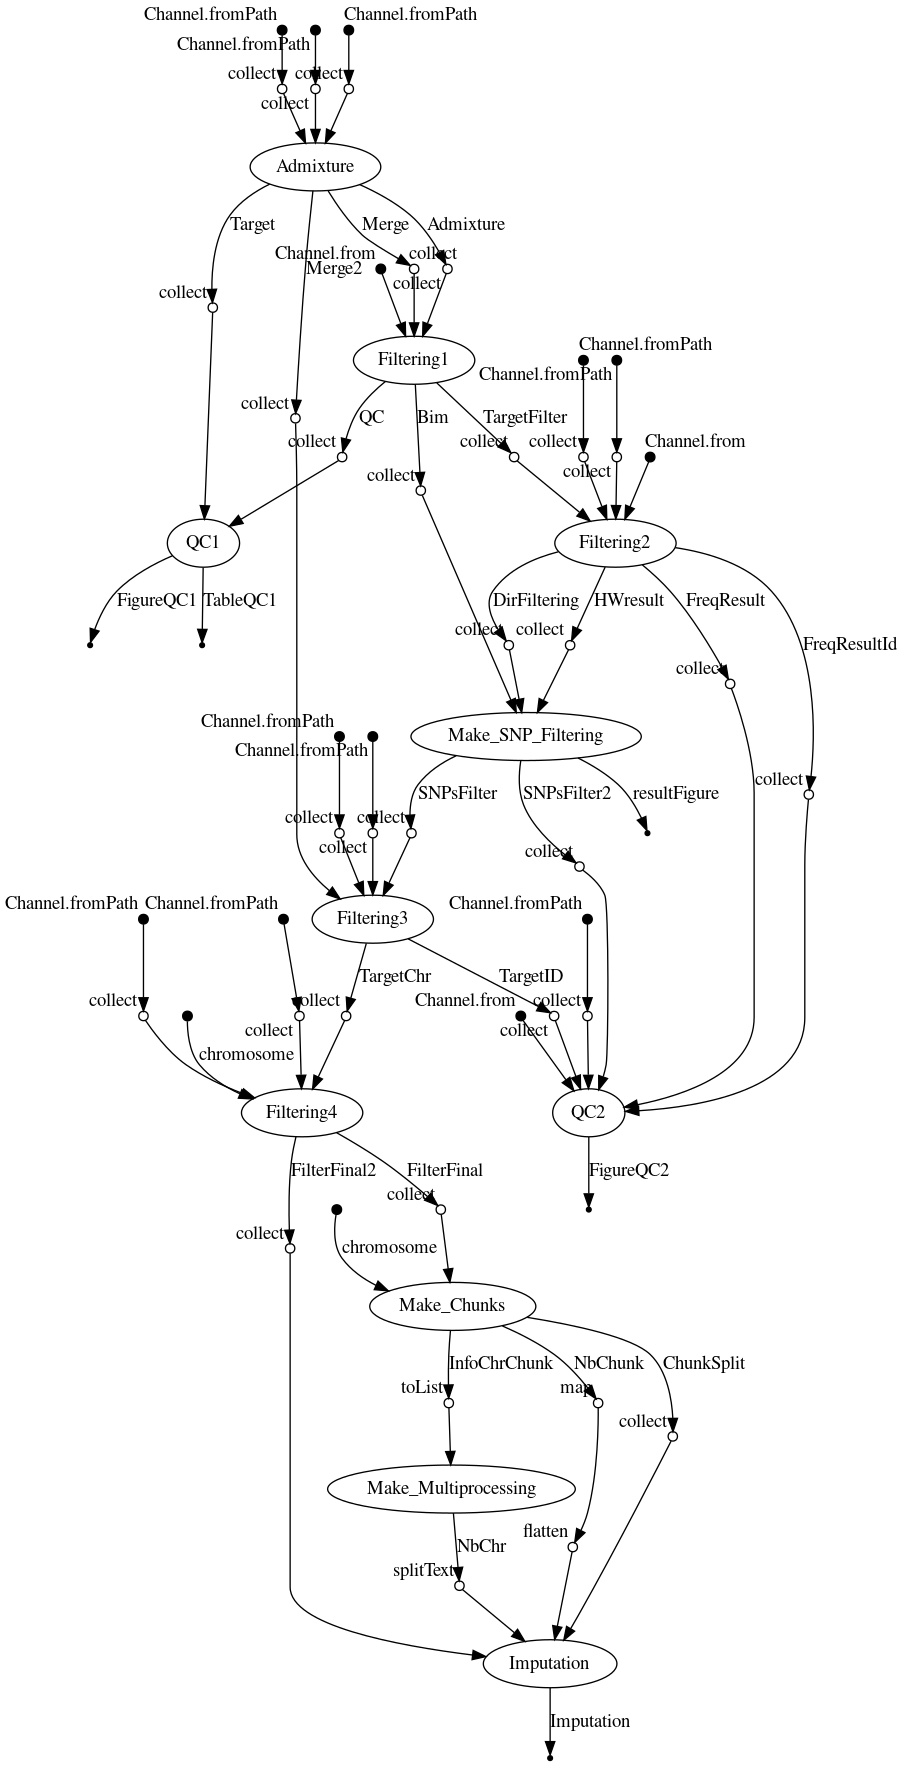 Channel.fromPath
Channel.fromPath
Channel.fromPath
collect
collect
collect
Admixture
Target
Merge
Admixture
Channel.from
collect
Merge2
collect
collect
Filtering1
Channel.fromPath
Channel.fromPath
collect
QC
Bim
TargetFilter
collect
collect
collect
Channel.from
collect
collect
QC1
Filtering2
FigureQC1
TableQC1
DirFiltering
HWresult
FreqResult
collect
collect
FreqResultId
collect
Channel.fromPath
Make_SNP_Filtering
Channel.fromPath
collect
SNPsFilter
SNPsFilter2
resultFigure
collect
collect
collect
collect
Channel.fromPath
Channel.fromPath
Channel.fromPath
Filtering3
TargetChr
TargetID
collect
collect
Channel.from
collect
collect
collect
chromosome
Filtering4
QC2
FilterFinal2
FilterFinal
FigureQC2
collect
collect
chromosome
Make_Chunks
InfoChrChunk
NbChunk
ChunkSplit
toList
map
collect
Make_Multiprocessing
flatten
NbChr
splitText
Imputation
Imputation